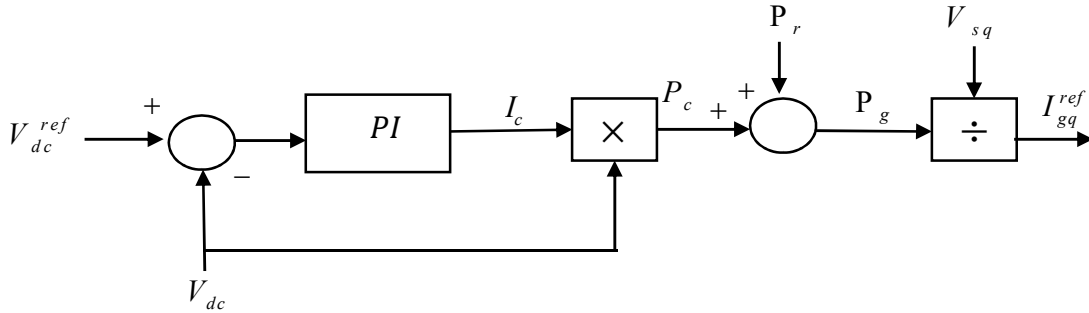 P_r
V_sq
+
V_dc^ref
PI
I_c
×
P_c
+
+
P_g
÷
I_gq^ref
−
V_dc